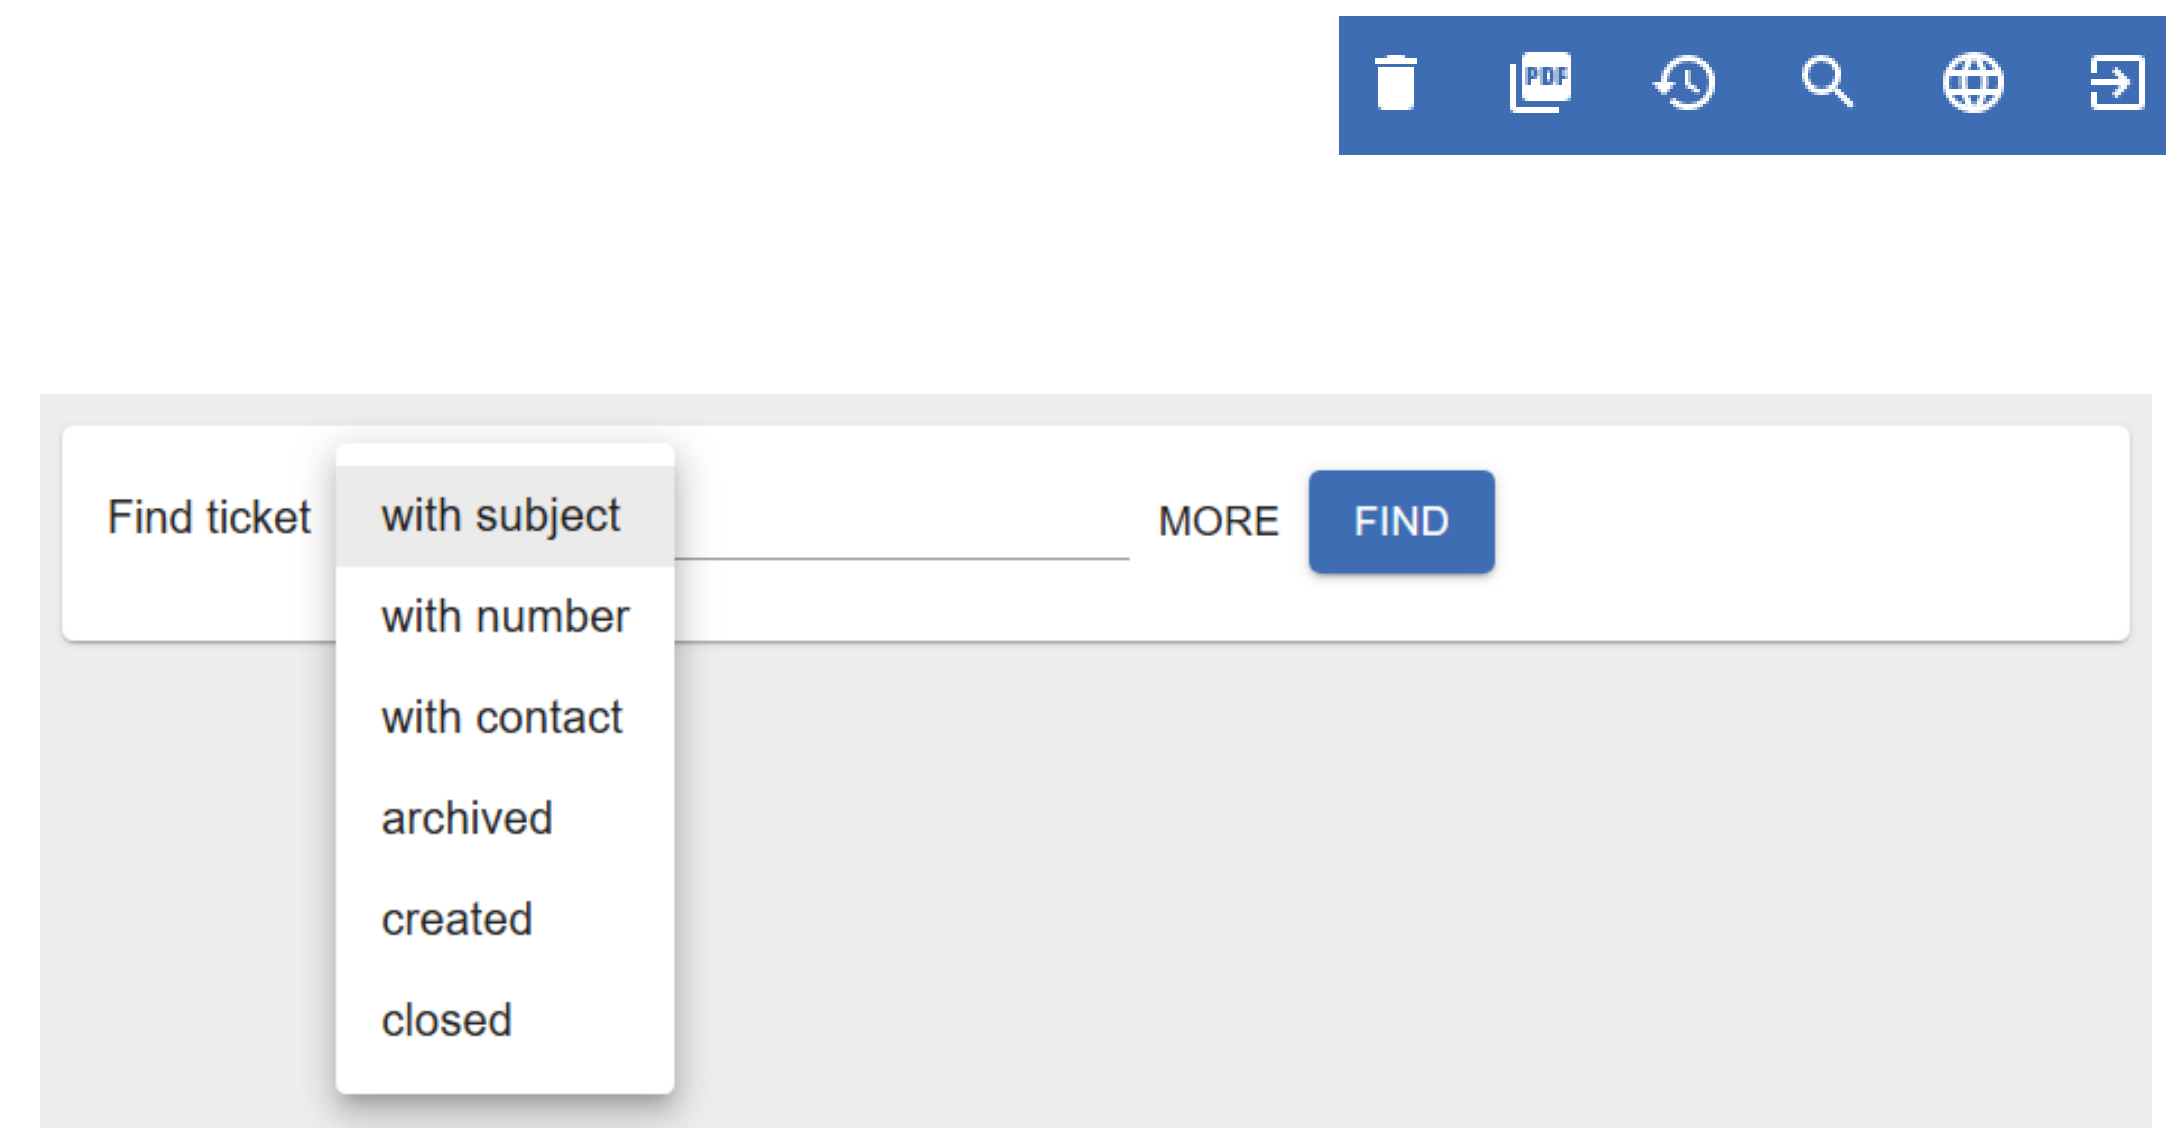 PDF
Find ticket with subject MORE FIND
with number
with contact
archived
created
closed